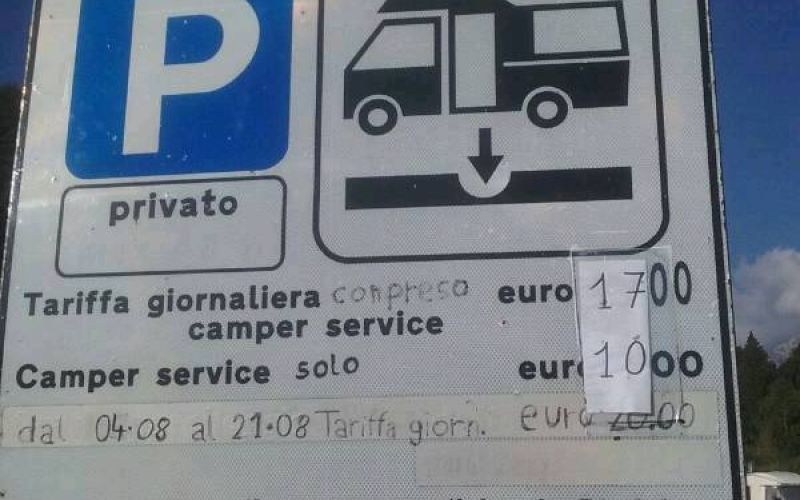 P
privato
Tariffa giornaliera compreso euro 1700
camper service
Camper service solo euro 1000
dal 04.08 al 21.08 Tariffa giorn. euro 20.00